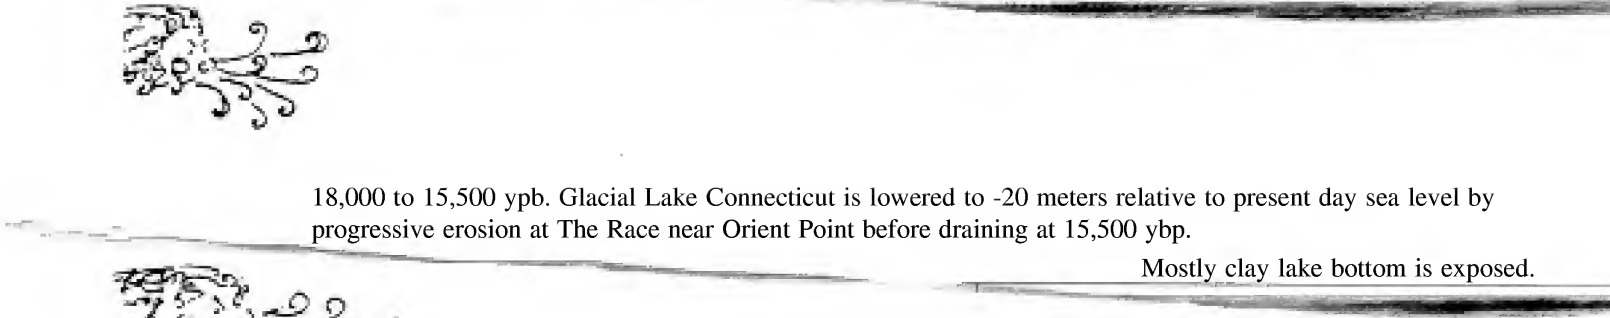 18,000 to 15,500 ypb. Glacial Lake Connecticut is lowered to -20 meters relative to present day sea level by
progressive erosion at The Race near Orient Point before draining at 15,500 ybp.
Mostly clay lake bottom is exposed.